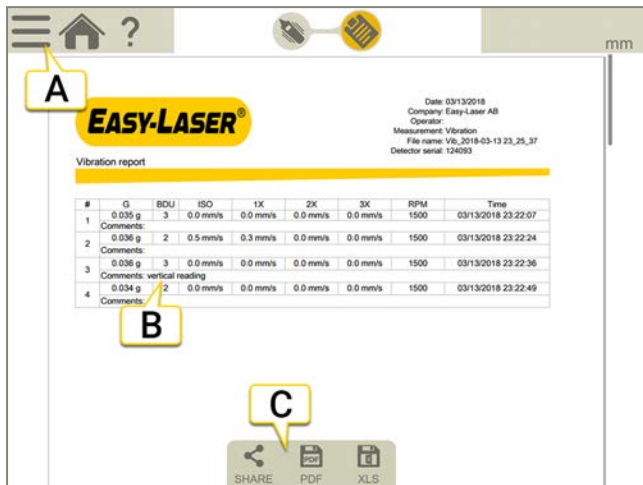 ?
mm
A
EASY-LASER®
Date: 03/13/2018
Company: Easy-Laser AB
Operator:
Measurement: Vibration
File name: Vib_2018-03-13 23_25_37
Detector serial: 124093
Vibration report
# G BDU ISO 1X 2X 3X RPM Time
1 0.035 g 3 0.0 mm/s 0.0 mm/s 0.0 mm/s 0.0 mm/s 1500 03/13/2018 23:22:07
Comments:
2 0.036 g 2 0.5 mm/s 0.3 mm/s 0.0 mm/s 0.0 mm/s 1500 03/13/2018 23:22:24
Comments:
3 0.036 g 3 0.0 mm/s 0.0 mm/s 0.0 mm/s 0.0 mm/s 1500 03/13/2018 23:22:36
Comments: vertical reading
4 0.034 g 2 0.0 mm/s 0.0 mm/s 0.0 mm/s 0.0 mm/s 1500 03/13/2018 23:22:49
Comments:
B
C
PDF
SHARE PDF XLS